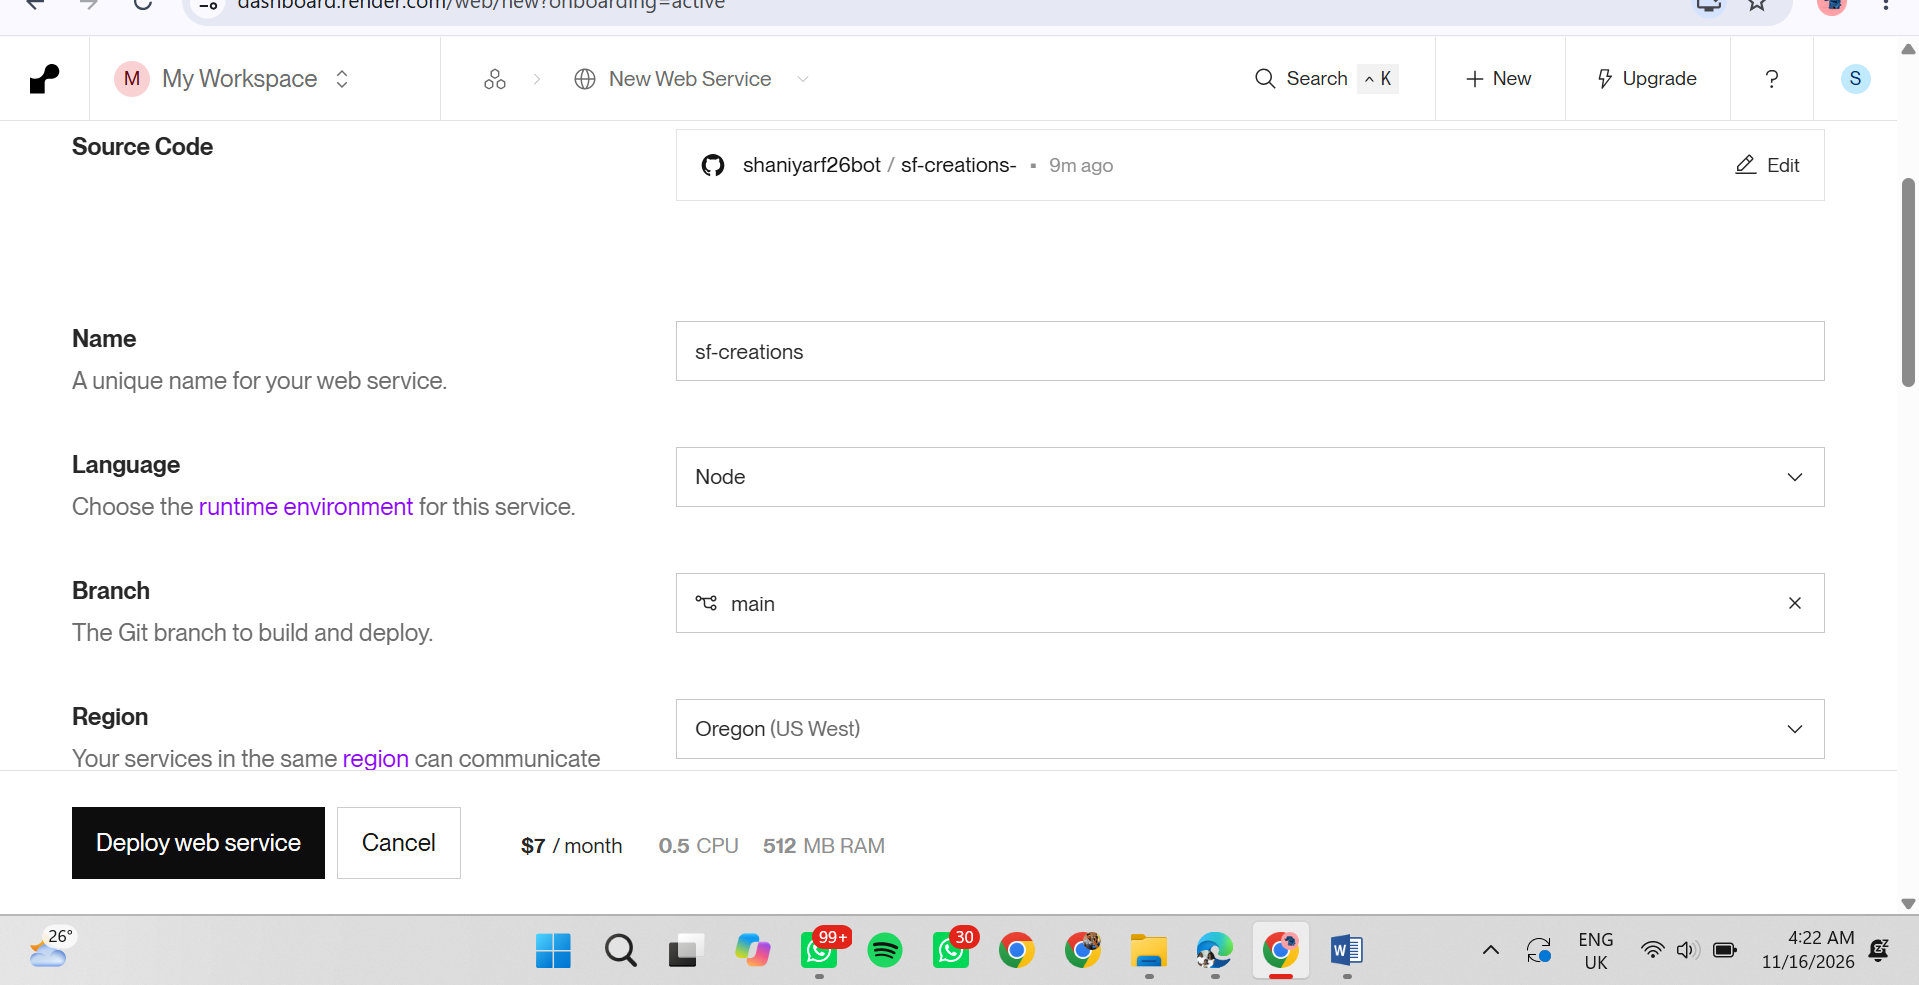 dashboard.render.com/web/new?onboarding=active
M My Workspace
New Web Service
Search ^ K
+ New
Upgrade
?
S
Source Code
shaniyarf26bot / sf-creations- ▪ 9m ago
Edit
Name
A unique name for your web service.
sf-creations
Language
Choose the runtime environment for this service.
Node
Branch
The Git branch to build and deploy.
main
Region
Your services in the same region can communicate
Oregon (US West)
Deploy web service
Cancel
$7 / month
0.5 CPU
512 MB RAM
26°
99+
30
W
ENG
UK
4:22 AM
11/16/2026